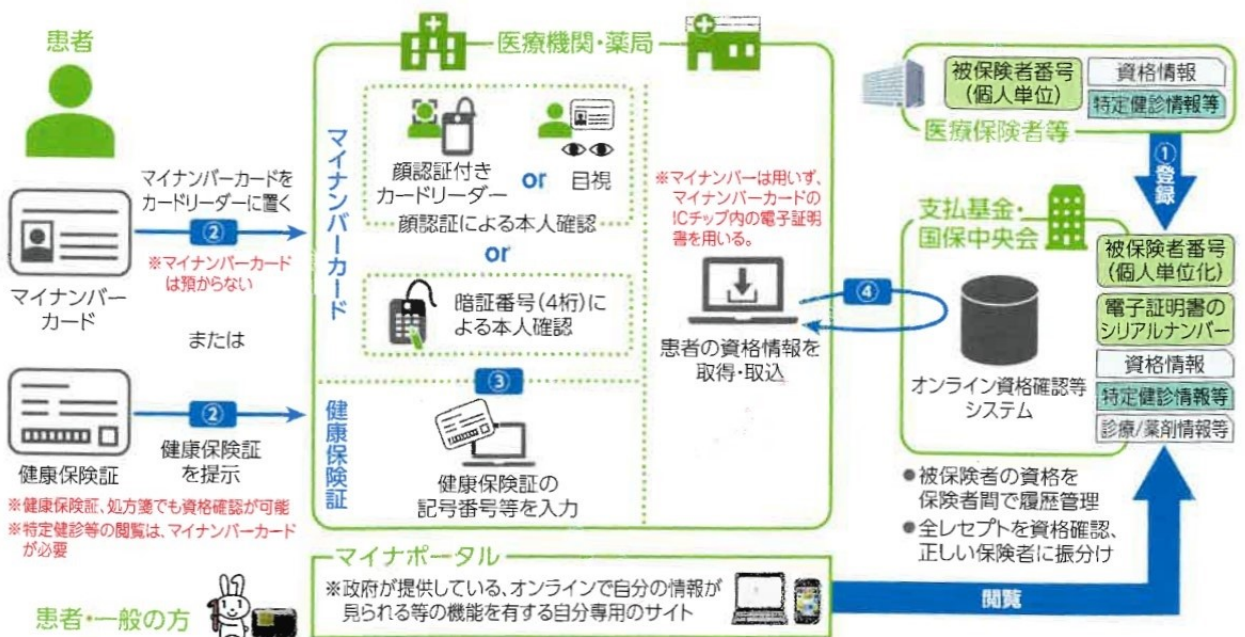 患者
マイナンバーカードを
カードリーダーに置く
②
※マイナンバーカード
は預からない
マイナンバー
カード
または
②
健康保険証
健康保険証
を提示
※健康保険証、処方箋でも資格確認が可能
※特定健診等の閲覧は、マイナンバーカード
が必要
医療機関・薬局
マイナンバーカード
顔認証付き
カードリーダー
or
目視
顔認証による本人確認
or
暗証番号(4桁)に
よる本人確認
③
健康保険証
健康保険証の
記号番号等を入力
※マイナンバーは用いず、
マイナンバーカードの
ICチップ内の電子証明
書を用いる。
患者の資格情報を
取得・取込
④
被保険者番号
(個人単位)
資格情報
特定健診情報等
医療保険者等
①登録
支払基金・
国保中央会
オンライン資格確認等
システム
被保険者番号
(個人単位化)
電子証明書の
シリアルナンバー
資格情報
特定健診情報等
診療/薬剤情報等
●被保険者の資格を
保険者間で履歴管理
●全レセプトを資格確認、
正しい保険者に振分け
マイナポータル
※政府が提供している、オンラインで自分の情報が
見られる等の機能を有する自分専用のサイト
閲覧
患者・一般の方